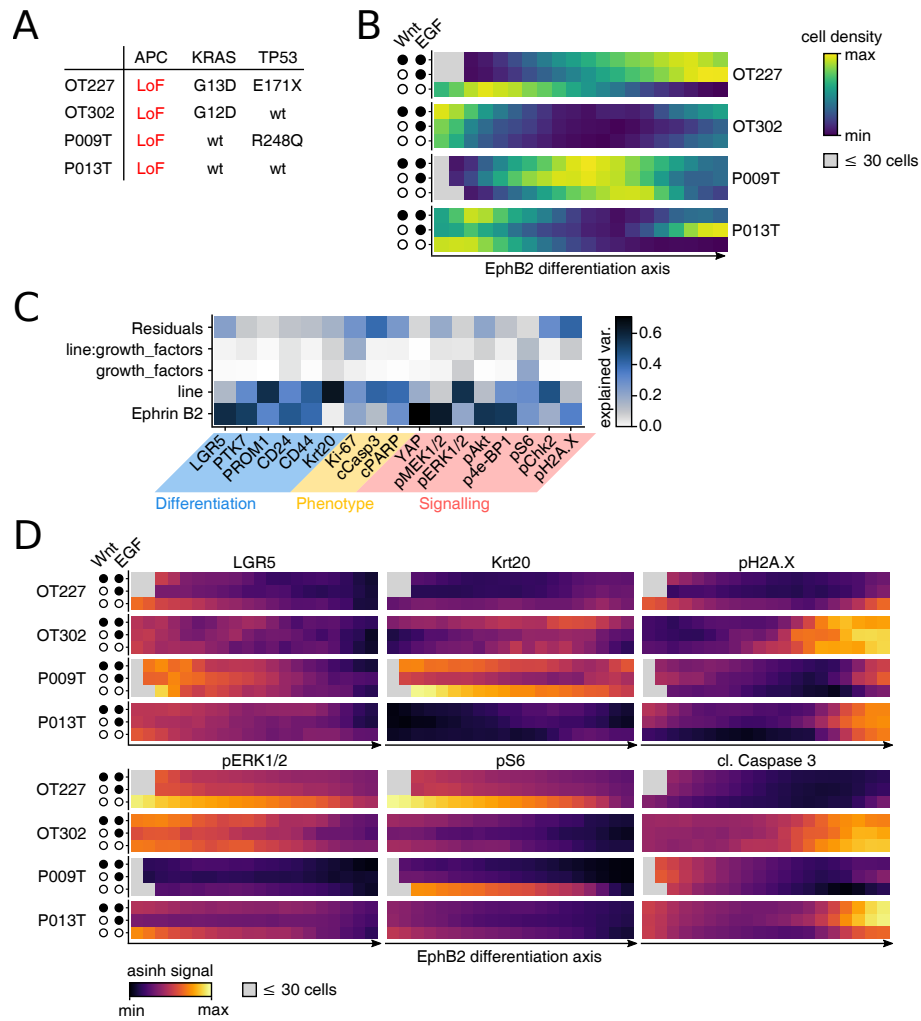 A
APC KRAS TP53
OT227 LoF G13D E171X
OT302 LoF G12D wt
P009T LoF wt R248Q
P013T LoF wt wt
B
Wnt EGF
OT227
OT302
P009T
P013T
EphB2 differentiation axis
cell density
max
min
≤ 30 cells
C
Residuals
line:growth_factors
growth_factors
line
Ephrin B2
LGR5 PTK7 PROM1 CD24 CD44 Krt20 Ki-67 cCasp3 cPARP YAP pMEK1/2 pERK1/2 pAkt p4e-BP1 pS6 pChk2 pH2A.X
Differentiation Phenotype Signalling
explained var.
0.6
0.4
0.2
0.0
D
Wnt EGF
LGR5 Krt20 pH2A.X
OT227
OT302
P009T
P013T
pERK1/2 pS6 cl. Caspase 3
OT227
OT302
P009T
P013T
EphB2 differentiation axis
asinh signal
min max
≤ 30 cells